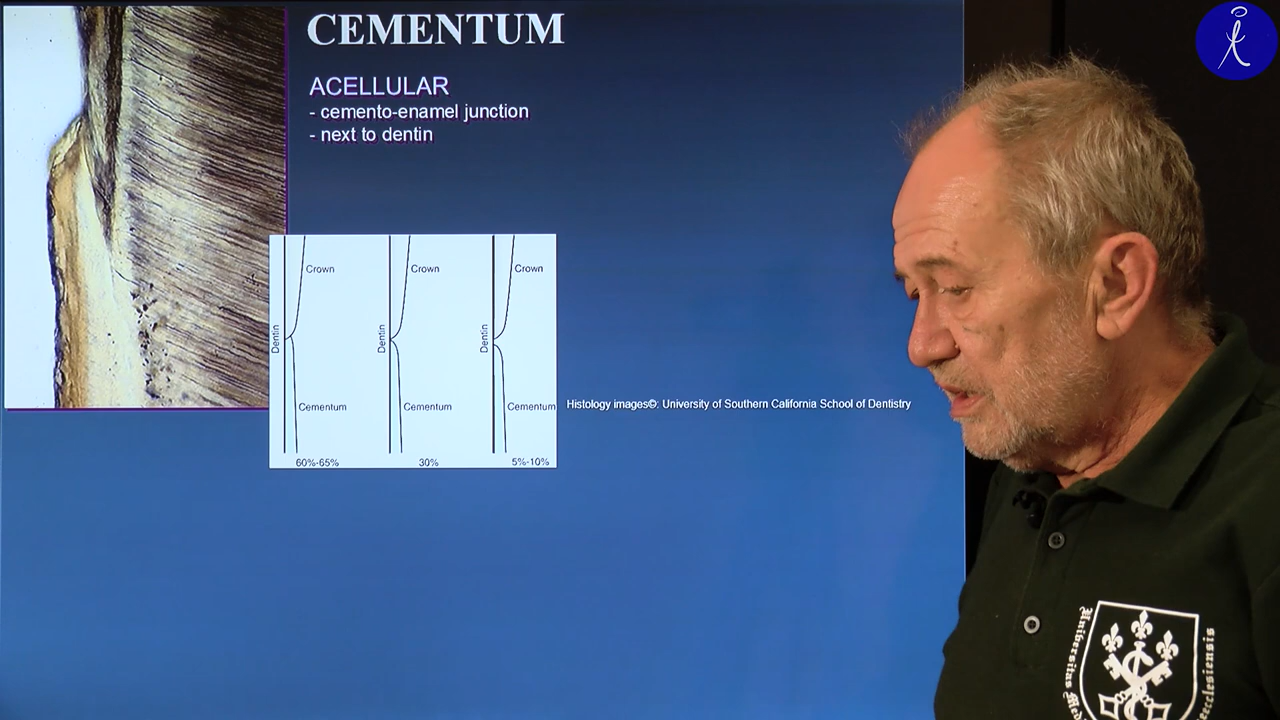 CEMENTUM
ACELLULAR
- cemento-enamel junction
- next to dentin
Crown
Crown
Crown
Dentin
Dentin
Dentin
Cementum
Cementum
Cementum
60%-65%
30%
5%-10%
Histology images©: University of Southern California School of Dentistry